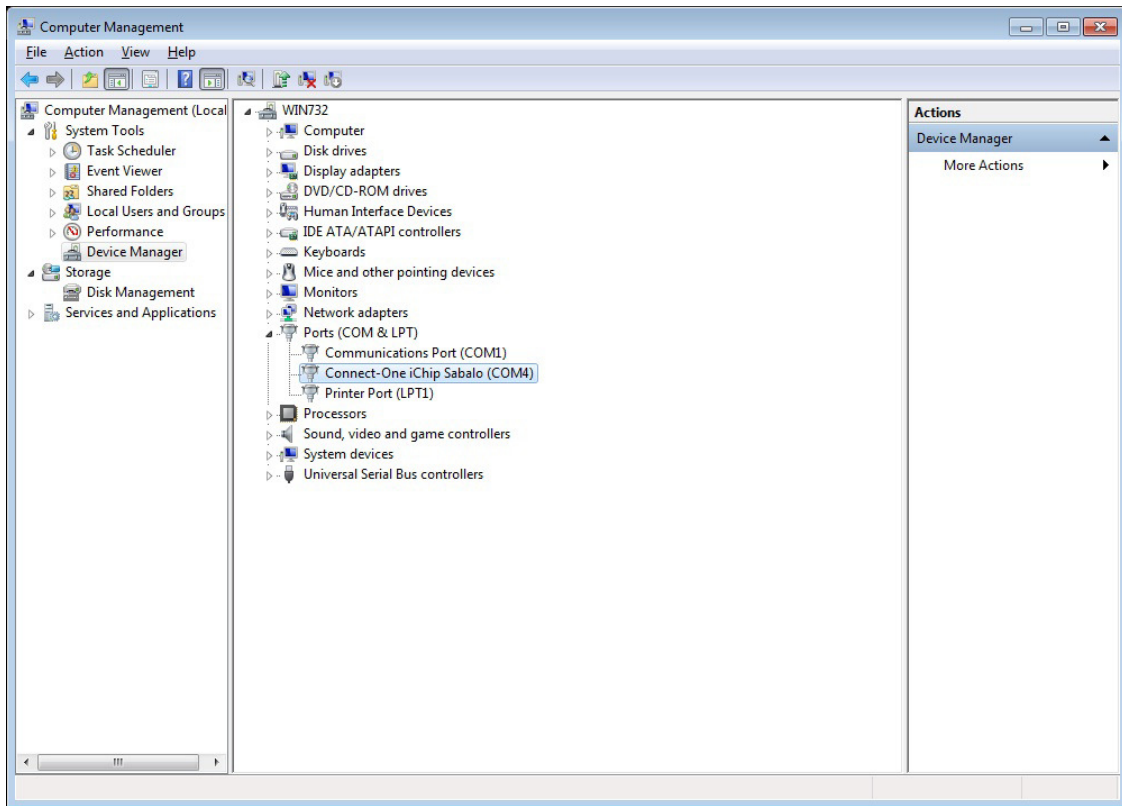 Computer Management
File Action View Help
Computer Management (Local
System Tools
Task Scheduler
Event Viewer
Shared Folders
Local Users and Groups
Performance
Device Manager
Storage
Disk Management
Services and Applications
WIN732
Computer
Disk drives
Display adapters
DVD/CD-ROM drives
Human Interface Devices
IDE ATA/ATAPI controllers
Keyboards
Mice and other pointing devices
Monitors
Network adapters
Ports (COM & LPT)
Communications Port (COM1)
Connect-One iChip Sabalo (COM4)
Printer Port (LPT1)
Processors
Sound, video and game controllers
System devices
Universal Serial Bus controllers
Actions
Device Manager
More Actions